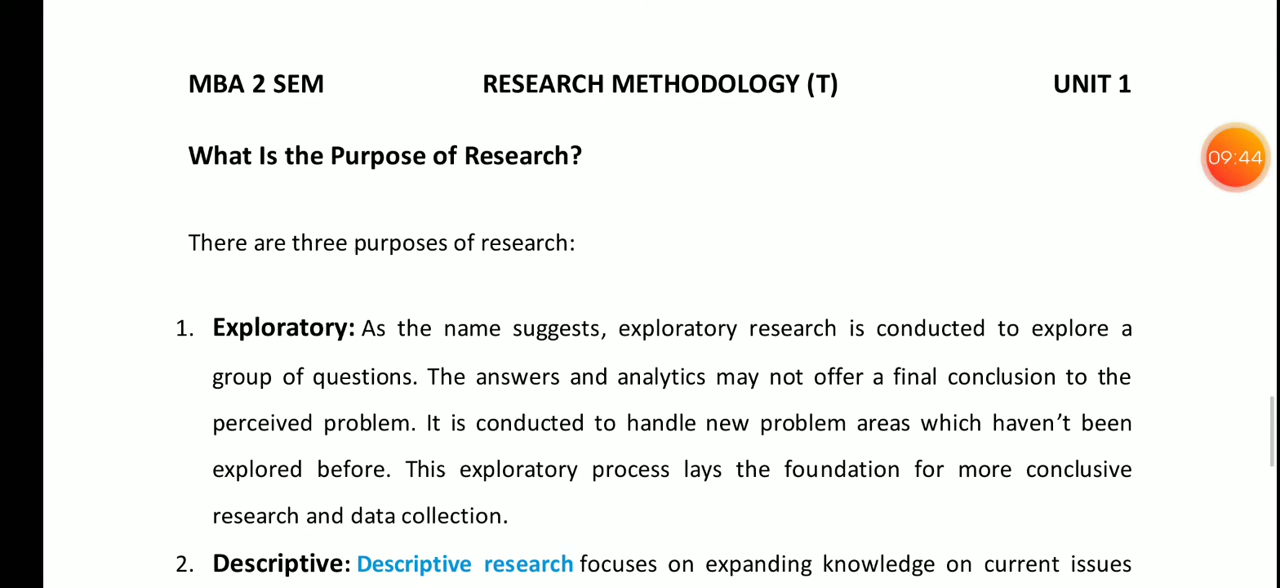 MBA 2 SEM RESEARCH METHODOLOGY (T) UNIT 1
What Is the Purpose of Research?
09:44
There are three purposes of research:
1. Exploratory: As the name suggests, exploratory research is conducted to explore a
group of questions. The answers and analytics may not offer a final conclusion to the
perceived problem. It is conducted to handle new problem areas which haven’t been
explored before. This exploratory process lays the foundation for more conclusive
research and data collection.
2. Descriptive: Descriptive research focuses on expanding knowledge on current issues